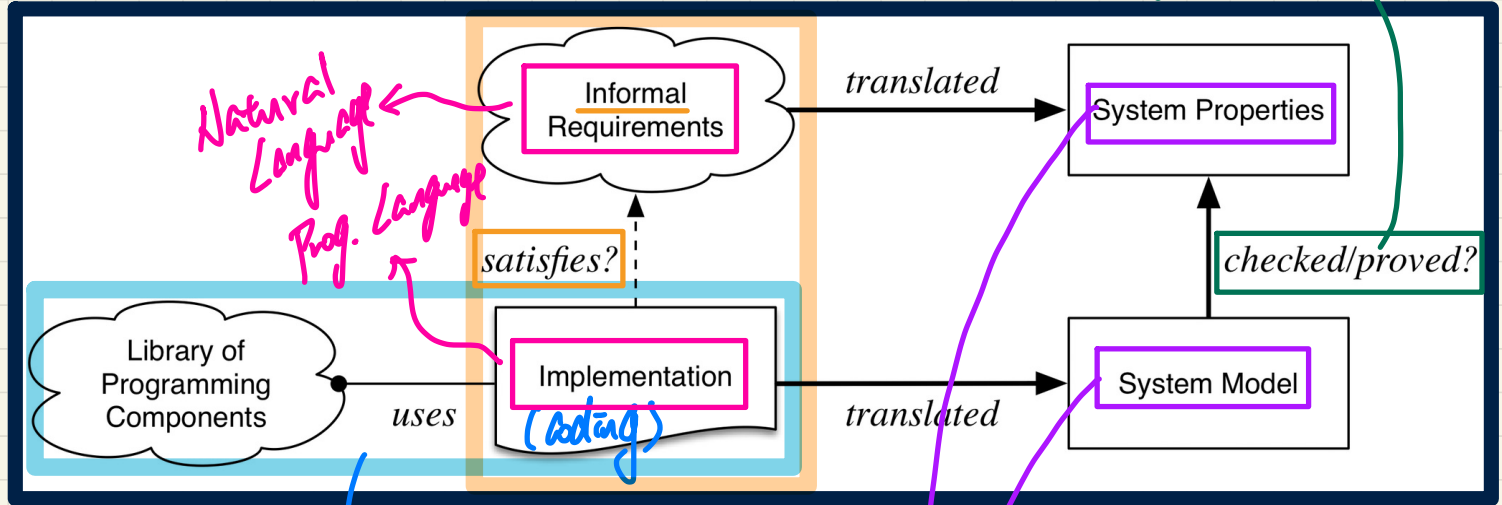 Natural
Language
Prog. Language
Informal
Requirements
translated
System Properties
satisfies?
checked/proved?
Library of
Programming
Components
uses
Implementation
(coding)
translated
System Model